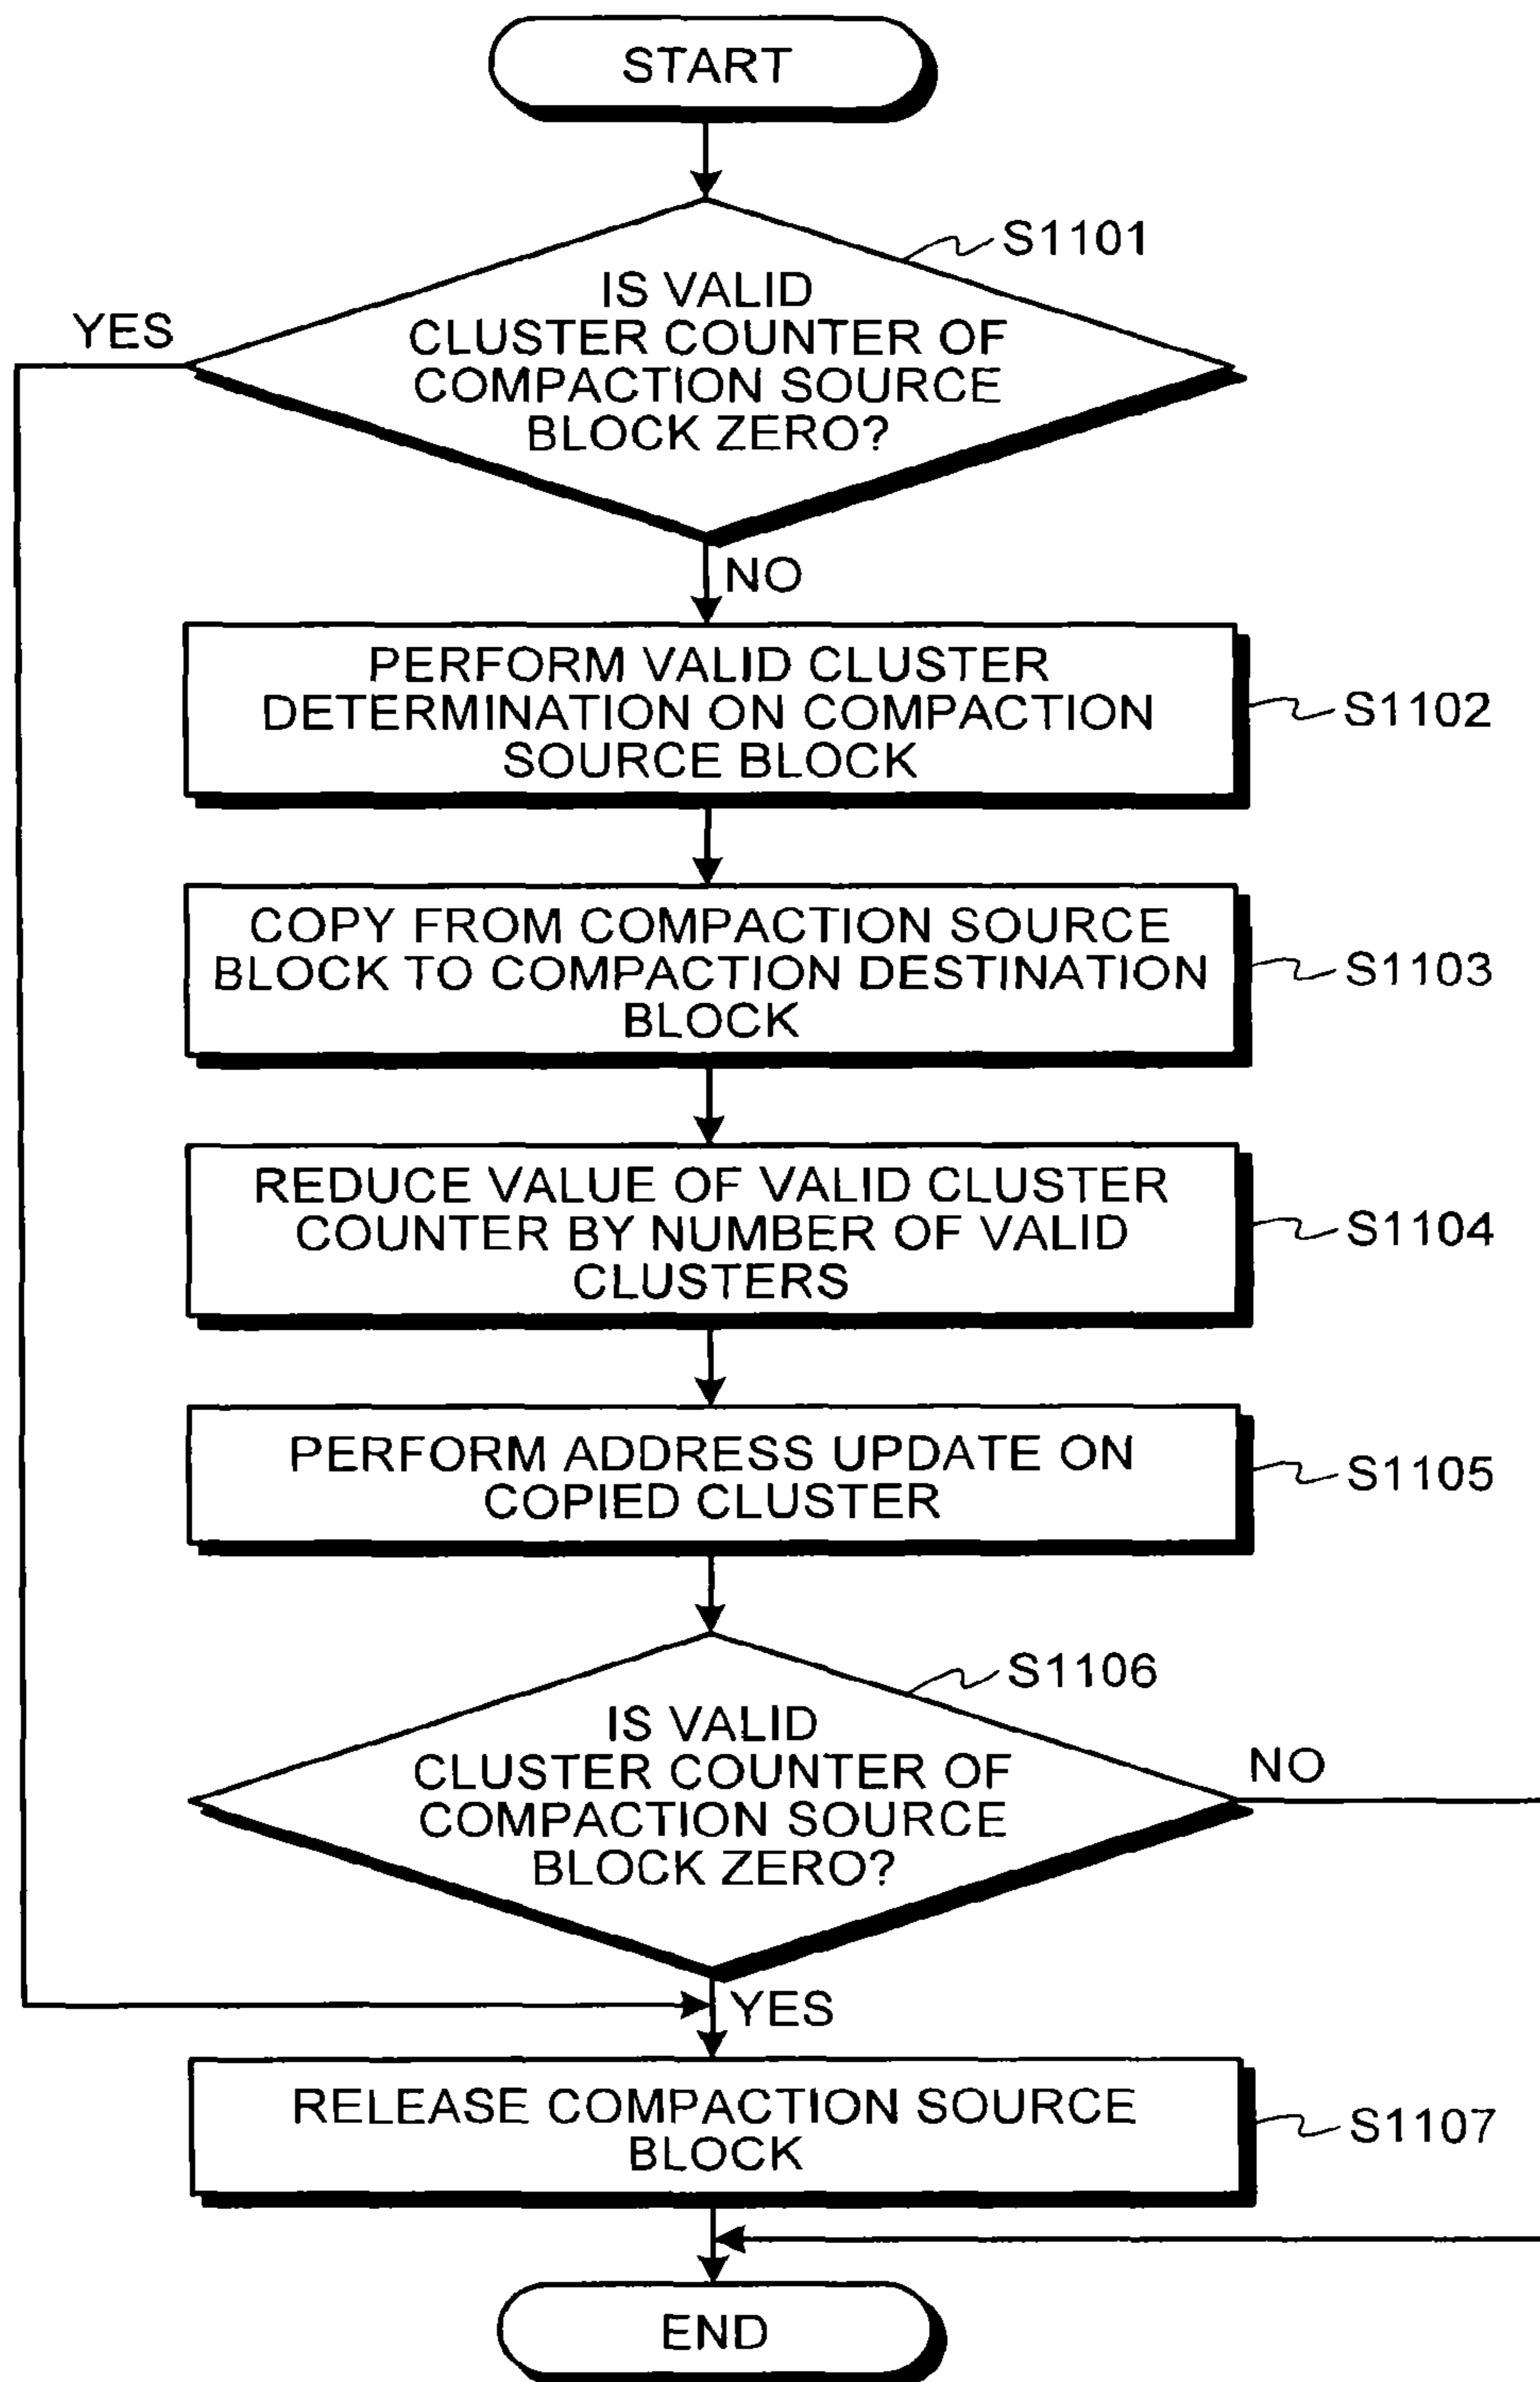 START
S1101
IS VALID
CLUSTER COUNTER OF
COMPACTION SOURCE
BLOCK ZERO?
YES
NO
PERFORM VALID CLUSTER
DETERMINATION ON COMPACTION
SOURCE BLOCK
S1102
COPY FROM COMPACTION SOURCE
BLOCK TO COMPACTION DESTINATION
BLOCK
S1103
REDUCE VALUE OF VALID CLUSTER
COUNTER BY NUMBER OF VALID
CLUSTERS
S1104
PERFORM ADDRESS UPDATE ON
COPIED CLUSTER
S1105
S1106
IS VALID
CLUSTER COUNTER OF
COMPACTION SOURCE
BLOCK ZERO?
NO
YES
RELEASE COMPACTION SOURCE
BLOCK
S1107
END